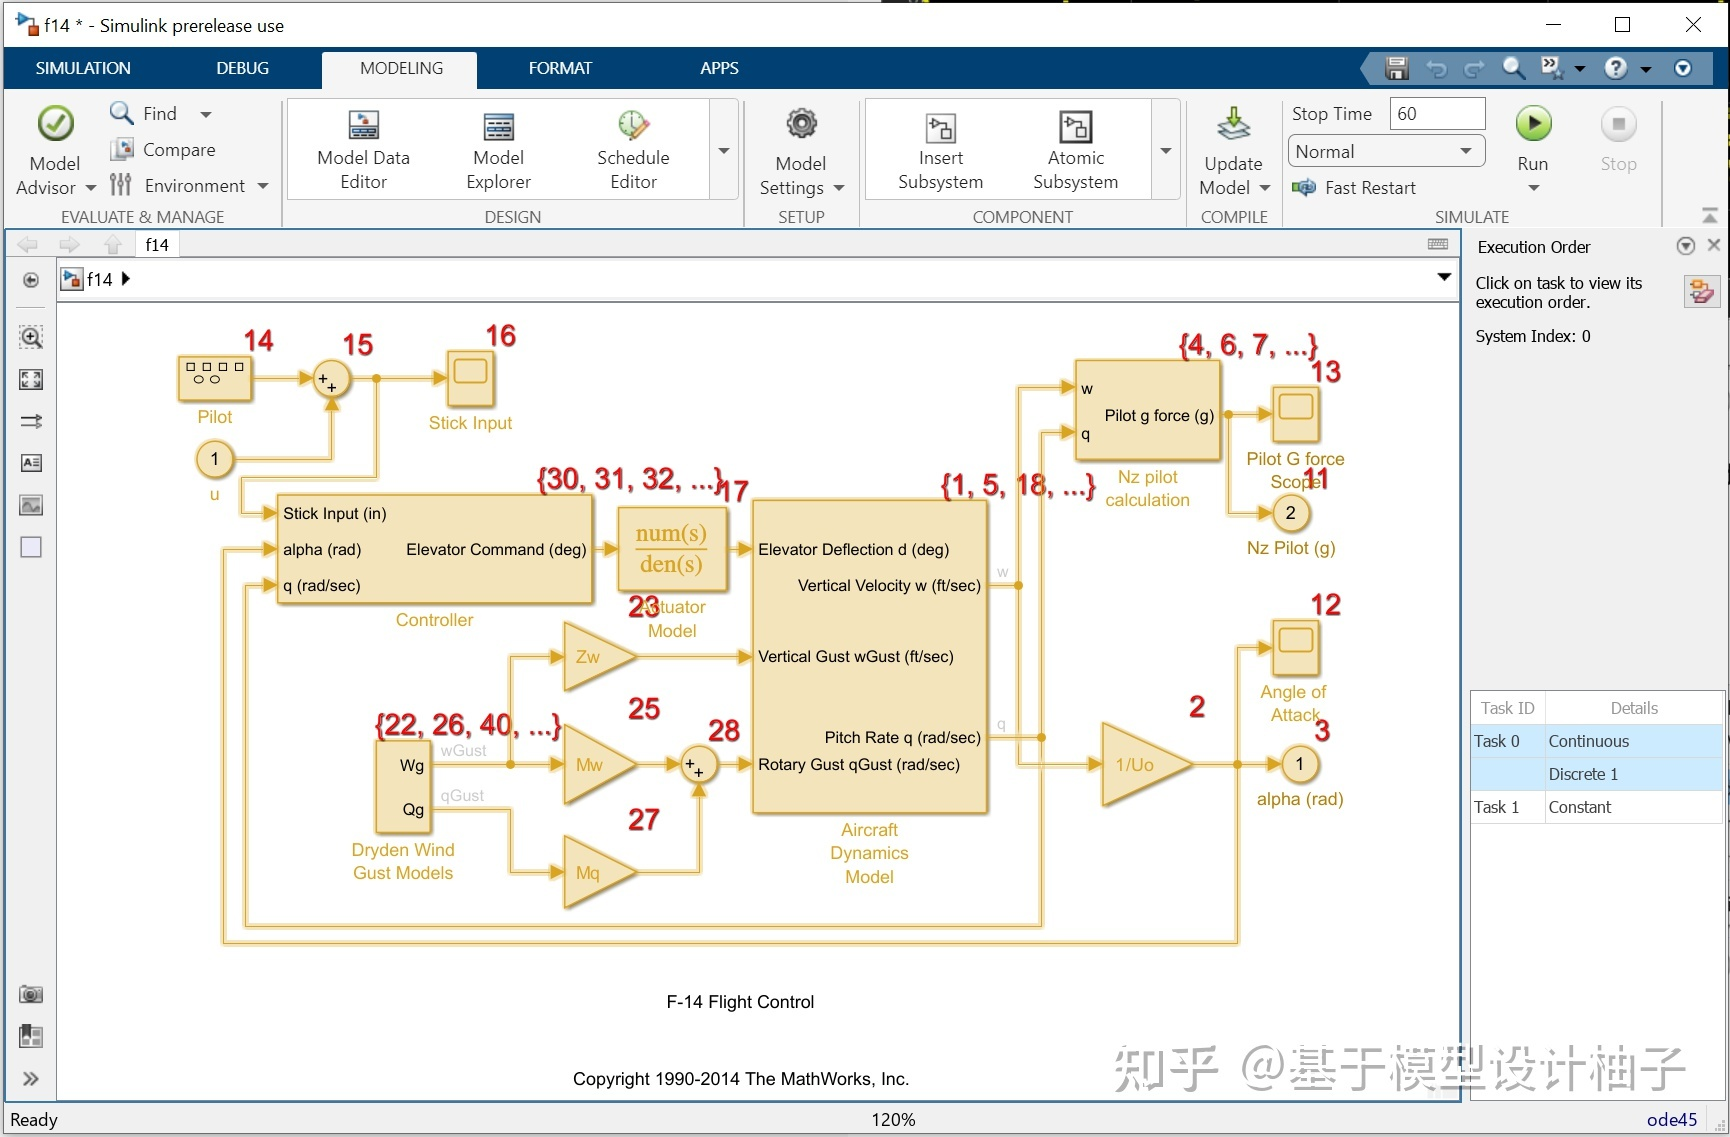 f14 * - Simulink prerelease use
SIMULATION DEBUG MODELING FORMAT APPS
Model Advisor
Find
Compare
Environment
EVALUATE & MANAGE
Model Data Editor
Model Explorer
Schedule Editor
DESIGN
Model Settings
SETUP
Insert Subsystem
Atomic Subsystem
COMPONENT
Update Model
COMPILE
Stop Time 60
Normal
Fast Restart
Run
Stop
SIMULATE
f14
f14
14
15
16
Pilot
Stick Input
1
u
{30, 31, 32, ...}
17
Stick Input (in)
alpha (rad)
Elevator Command (deg)
q (rad/sec)
Controller
num(s)
den(s)
Actuator
Model
23
{1, 5, 18, ...}
Elevator Deflection d (deg)
Vertical Velocity w (ft/sec)
Vertical Gust wGust (ft/sec)
Pitch Rate q (rad/sec)
Rotary Gust qGust (rad/sec)
Aircraft
Dynamics
Model
w
q
{4, 6, 7, ...}
w
Pilot g force (g)
q
Nz pilot
calculation
13
Pilot G force
Scope
11
2
Nz Pilot (g)
12
Angle of
Attack
2
1/Uo
3
1
alpha (rad)
Zw
25
Mw
28
27
Mq
{22, 26, 40, ...}
wGust
Wg
qGust
Qg
Dryden Wind
Gust Models
F-14 Flight Control
Copyright 1990-2014 The MathWorks, Inc.
Execution Order
Click on task to view its
execution order.
System Index: 0
Task ID Details
Task 0 Continuous
Discrete 1
Task 1 Constant
知乎 @基于模型设计柚子
Ready 120% ode45